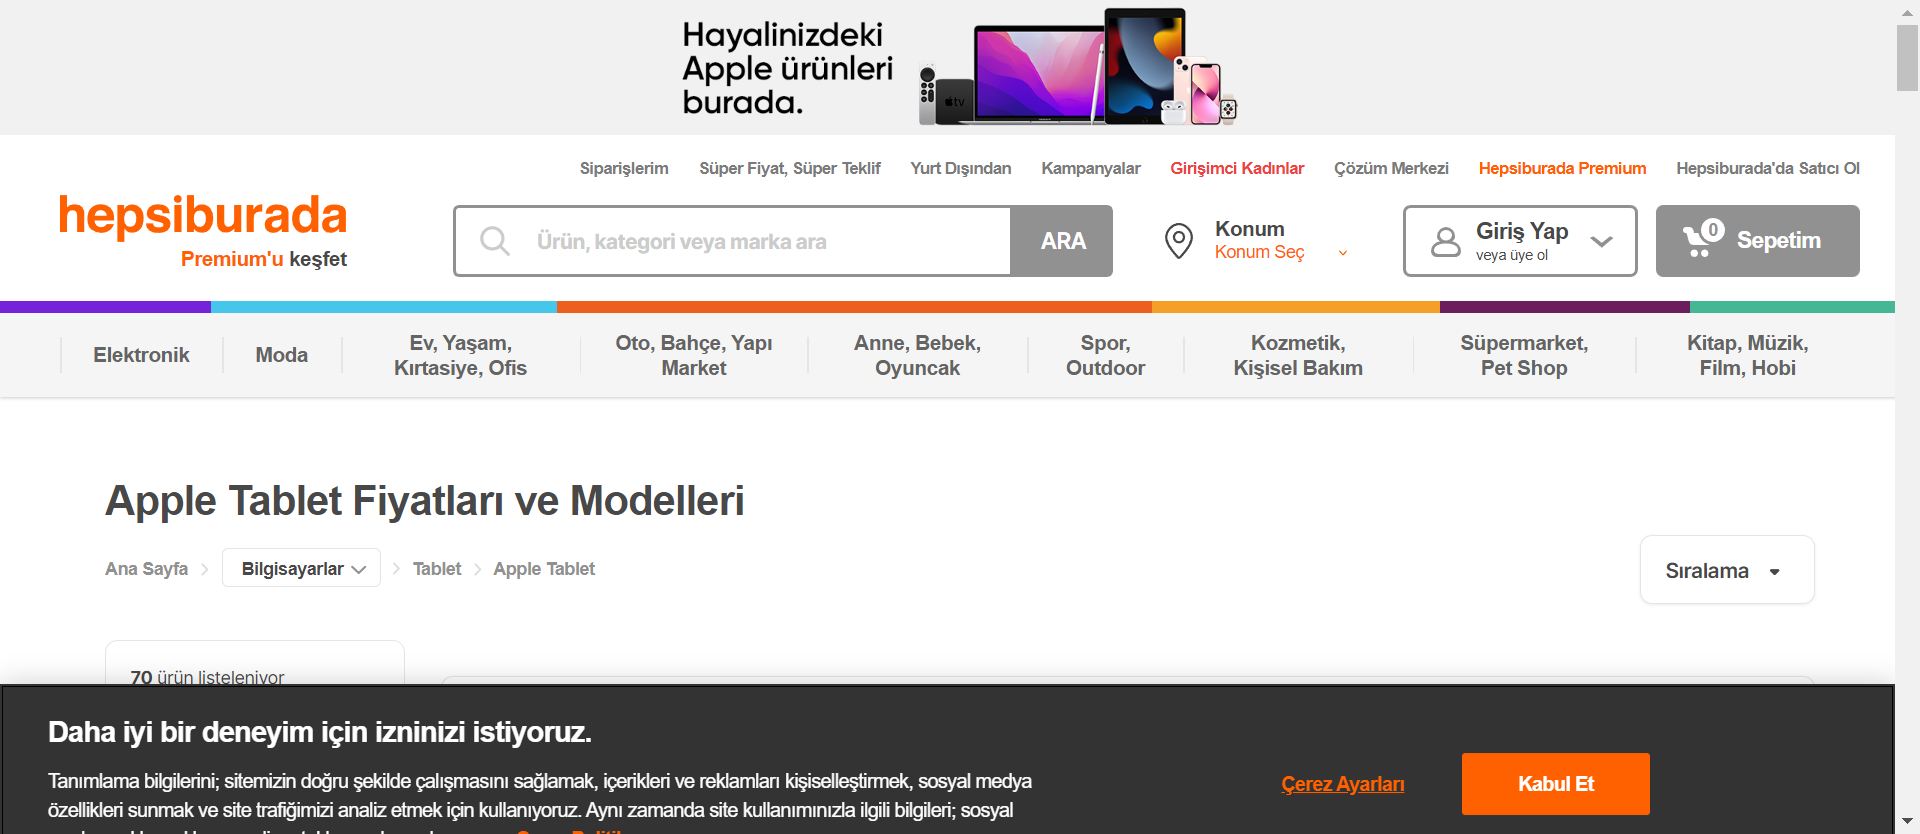 Hayalinizdeki
Apple ürünleri
burada.
tv
Siparişlerim Süper Fiyat, Süper Teklif Yurt Dışından Kampanyalar Girişimci Kadınlar Çözüm Merkezi Hepsiburada Premium Hepsiburada'da Satıcı Ol
hepsiburada
Premium'u keşfet
Ürün, kategori veya marka ara
ARA
Konum
Konum Seç
Giriş Yap
veya üye ol
0
Sepetim
Elektronik
Moda
Ev, Yaşam,
Kırtasiye, Ofis
Oto, Bahçe, Yapı
Market
Anne, Bebek,
Oyuncak
Spor,
Outdoor
Kozmetik,
Kişisel Bakım
Süpermarket,
Pet Shop
Kitap, Müzik,
Film, Hobi
Apple Tablet Fiyatları ve Modelleri
Ana Sayfa Bilgisayarlar Tablet Apple Tablet
Sıralama
70 ürün listeleniyor
Daha iyi bir deneyim için izninizi istiyoruz.
Tanımlama bilgilerini; sitemizin doğru şekilde çalışmasını sağlamak, içerikleri ve reklamları kişiselleştirmek, sosyal medya
özellikleri sunmak ve site trafiğimizi analiz etmek için kullanıyoruz. Aynı zamanda site kullanımınızla ilgili bilgileri; sosyal
Çerez Ayarları
Kabul Et